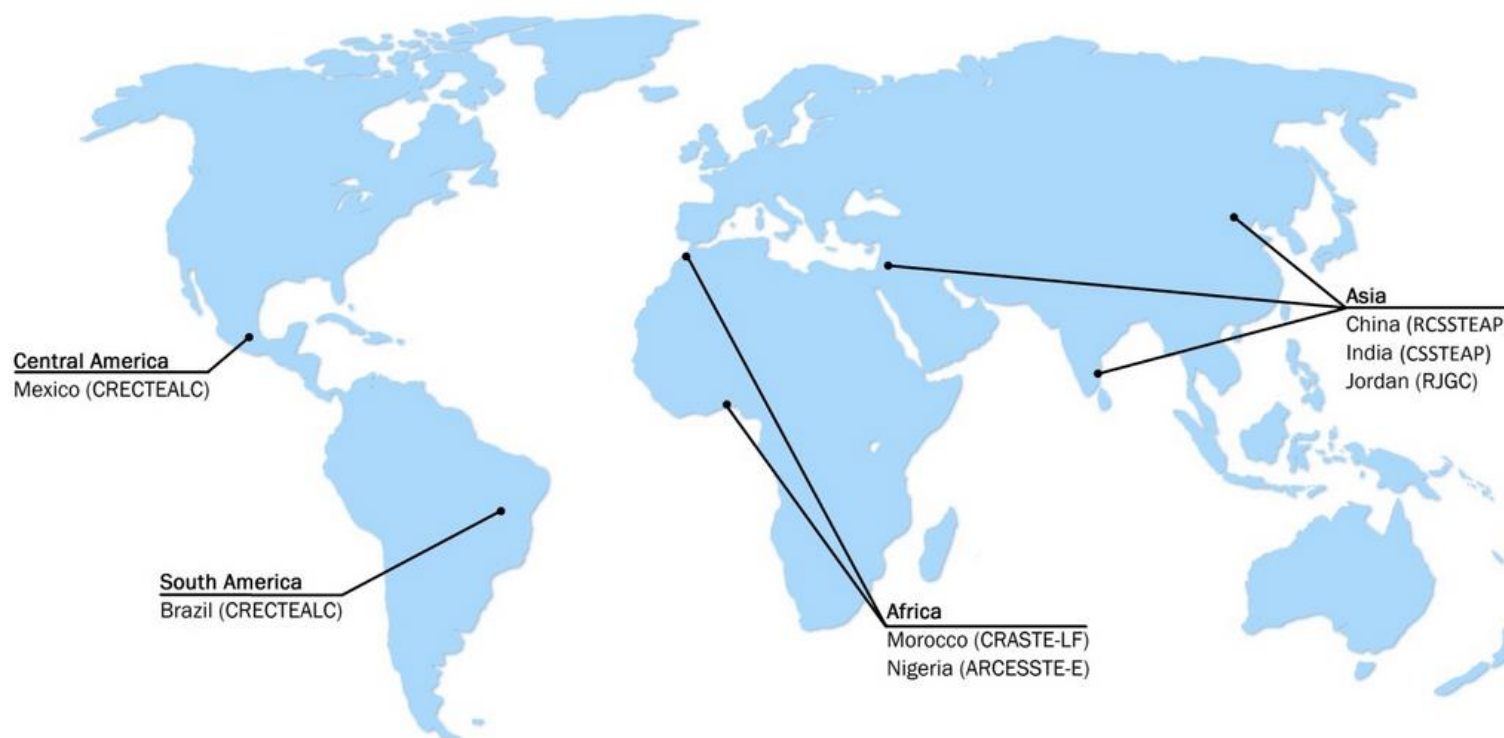 Central America
Mexico (CRECTEALC)
South America
Brazil (CRECTEALC)
Africa
Morocco (CRASTE-LF)
Nigeria (ARCESSTE-E)
Asia
China (RCSSTEAP
India (CSSTEAP)
Jordan (RJGC)